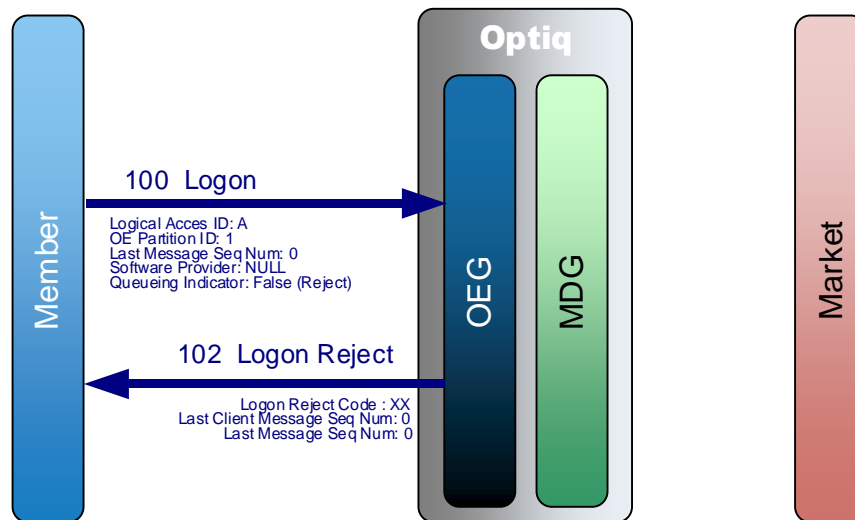 Optiq
Member
100 Logon
Logical Acces ID: A
OE Partition ID: 1
Last Message Seq Num: 0
Software Provider: NULL
Queueing Indicator: False (Reject)
102 Logon Reject
Logon Reject Code : XX
Last Client Message Seq Num: 0
Last Message Seq Num: 0
OEG
MDG
Market